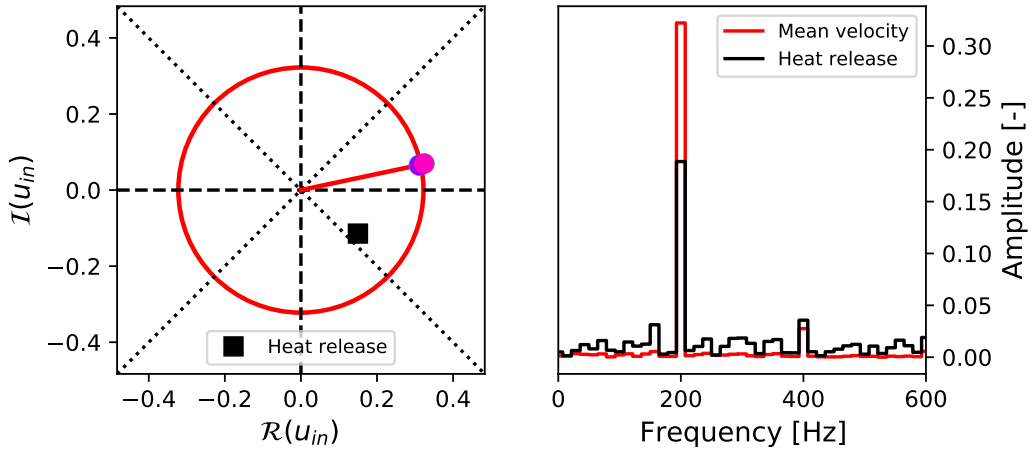 0.4
0.2
0.0
−0.2
−0.4
ℐ(u_in)
Heat release
−0.4 −0.2 0.0 0.2 0.4
ℛ(u_in)
Mean velocity
Heat release
0.30
0.25
0.20
0.15
0.10
0.05
0.00
Amplitude [-]
0 200 400 600
Frequency [Hz]